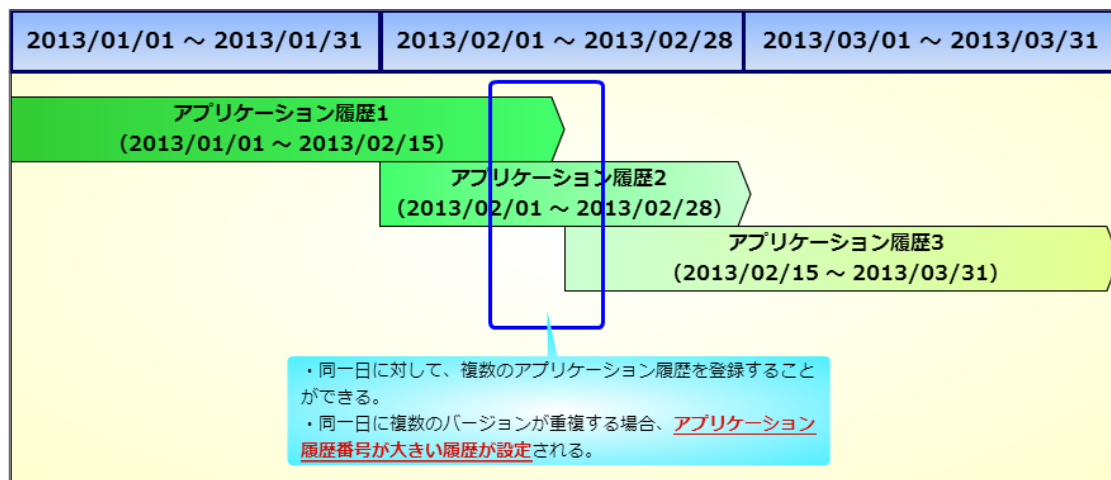 2013/01/01 ～ 2013/01/31
2013/02/01 ～ 2013/02/28
2013/03/01 ～ 2013/03/31
アプリケーション履歴1
（2013/01/01 ～ 2013/02/15）
アプリケーション履歴2
（2013/02/01 ～ 2013/02/28）
アプリケーション履歴3
（2013/02/15 ～ 2013/03/31）
・同一日に対して、複数のアプリケーション履歴を登録すること
ができる。
・同一日に複数のバージョンが重複する場合、アプリケーション
履歴番号が大きい履歴が設定される。